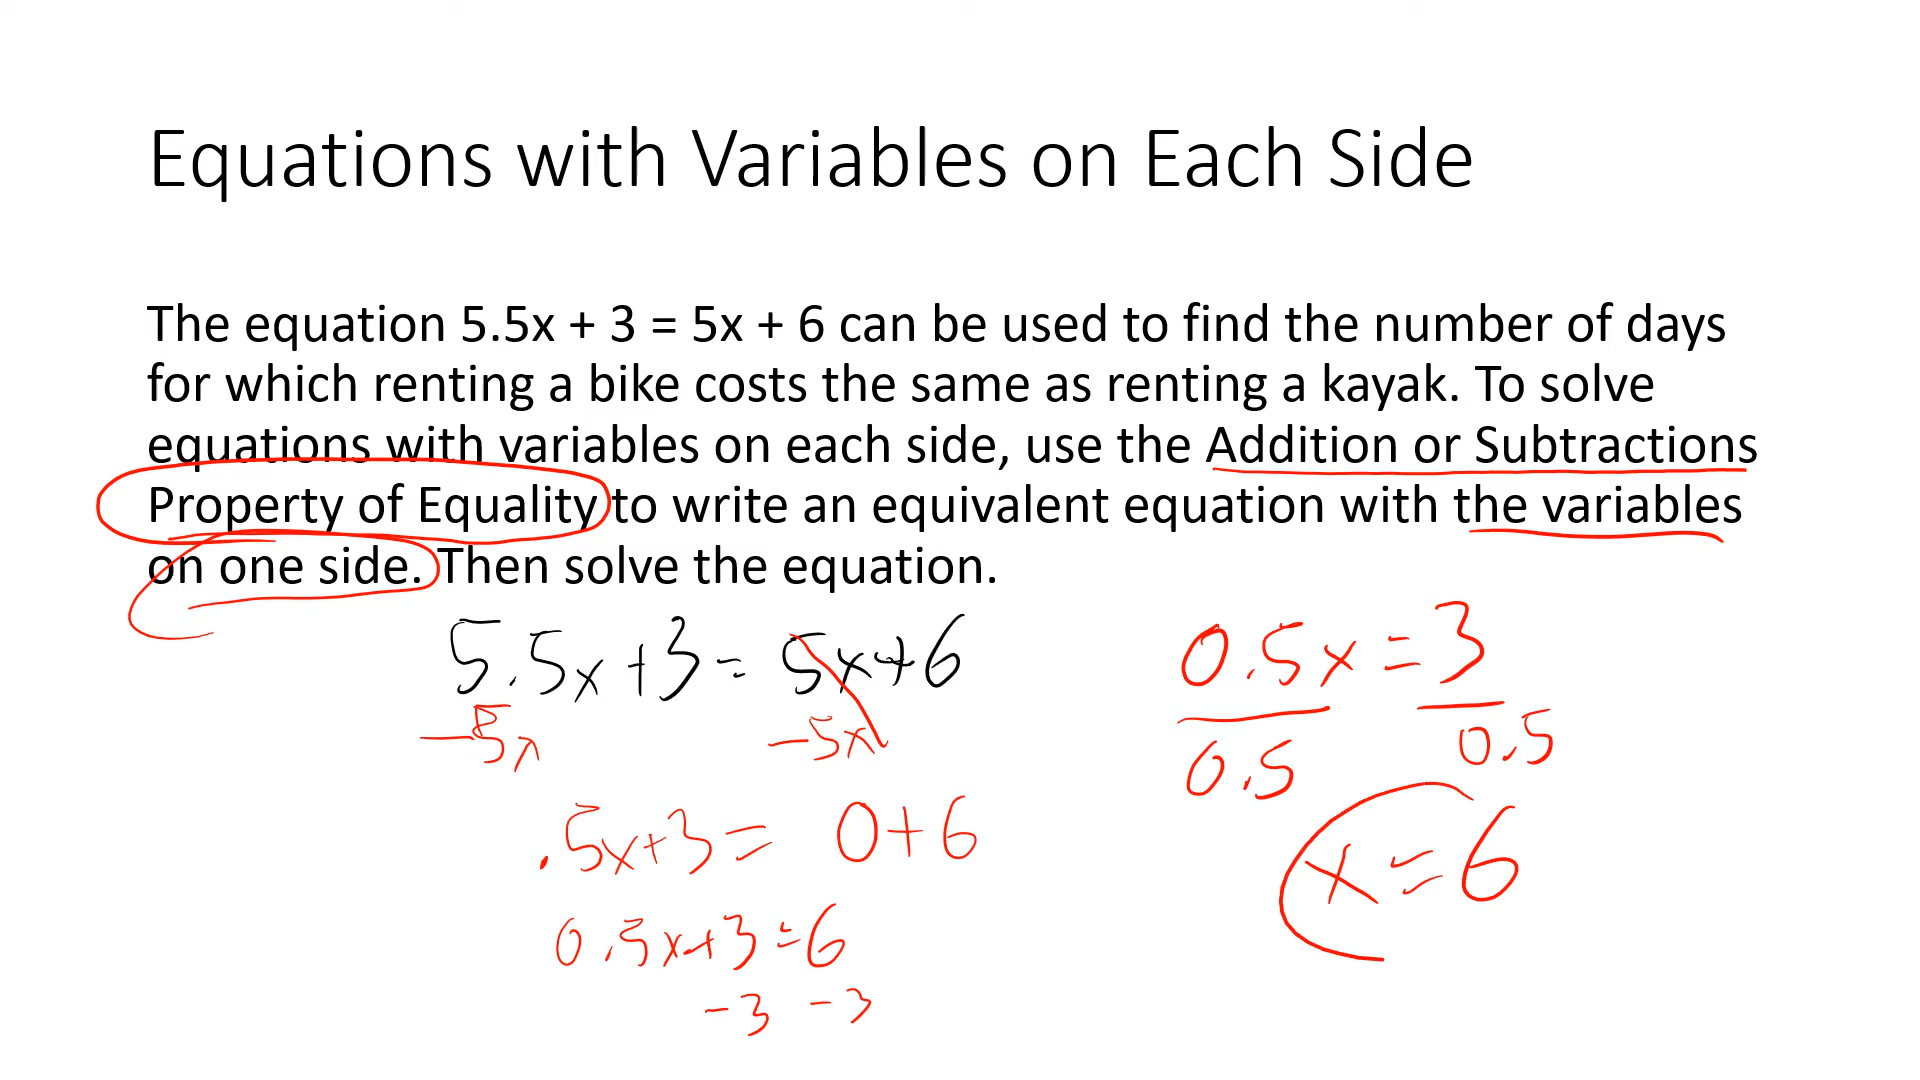 Equations with Variables on Each Side
The equation 5.5x + 3 = 5x + 6 can be used to find the number of days
for which renting a bike costs the same as renting a kayak. To solve
equations with variables on each side, use the Addition or Subtractions
Property of Equality to write an equivalent equation with the variables
on one side. Then solve the equation.
5.5x+3=5x+6
-5x -5x
.5x+3= 0+6
0.5x+3=6
-3 -3
0.5x=3
0.5 0.5
x=6